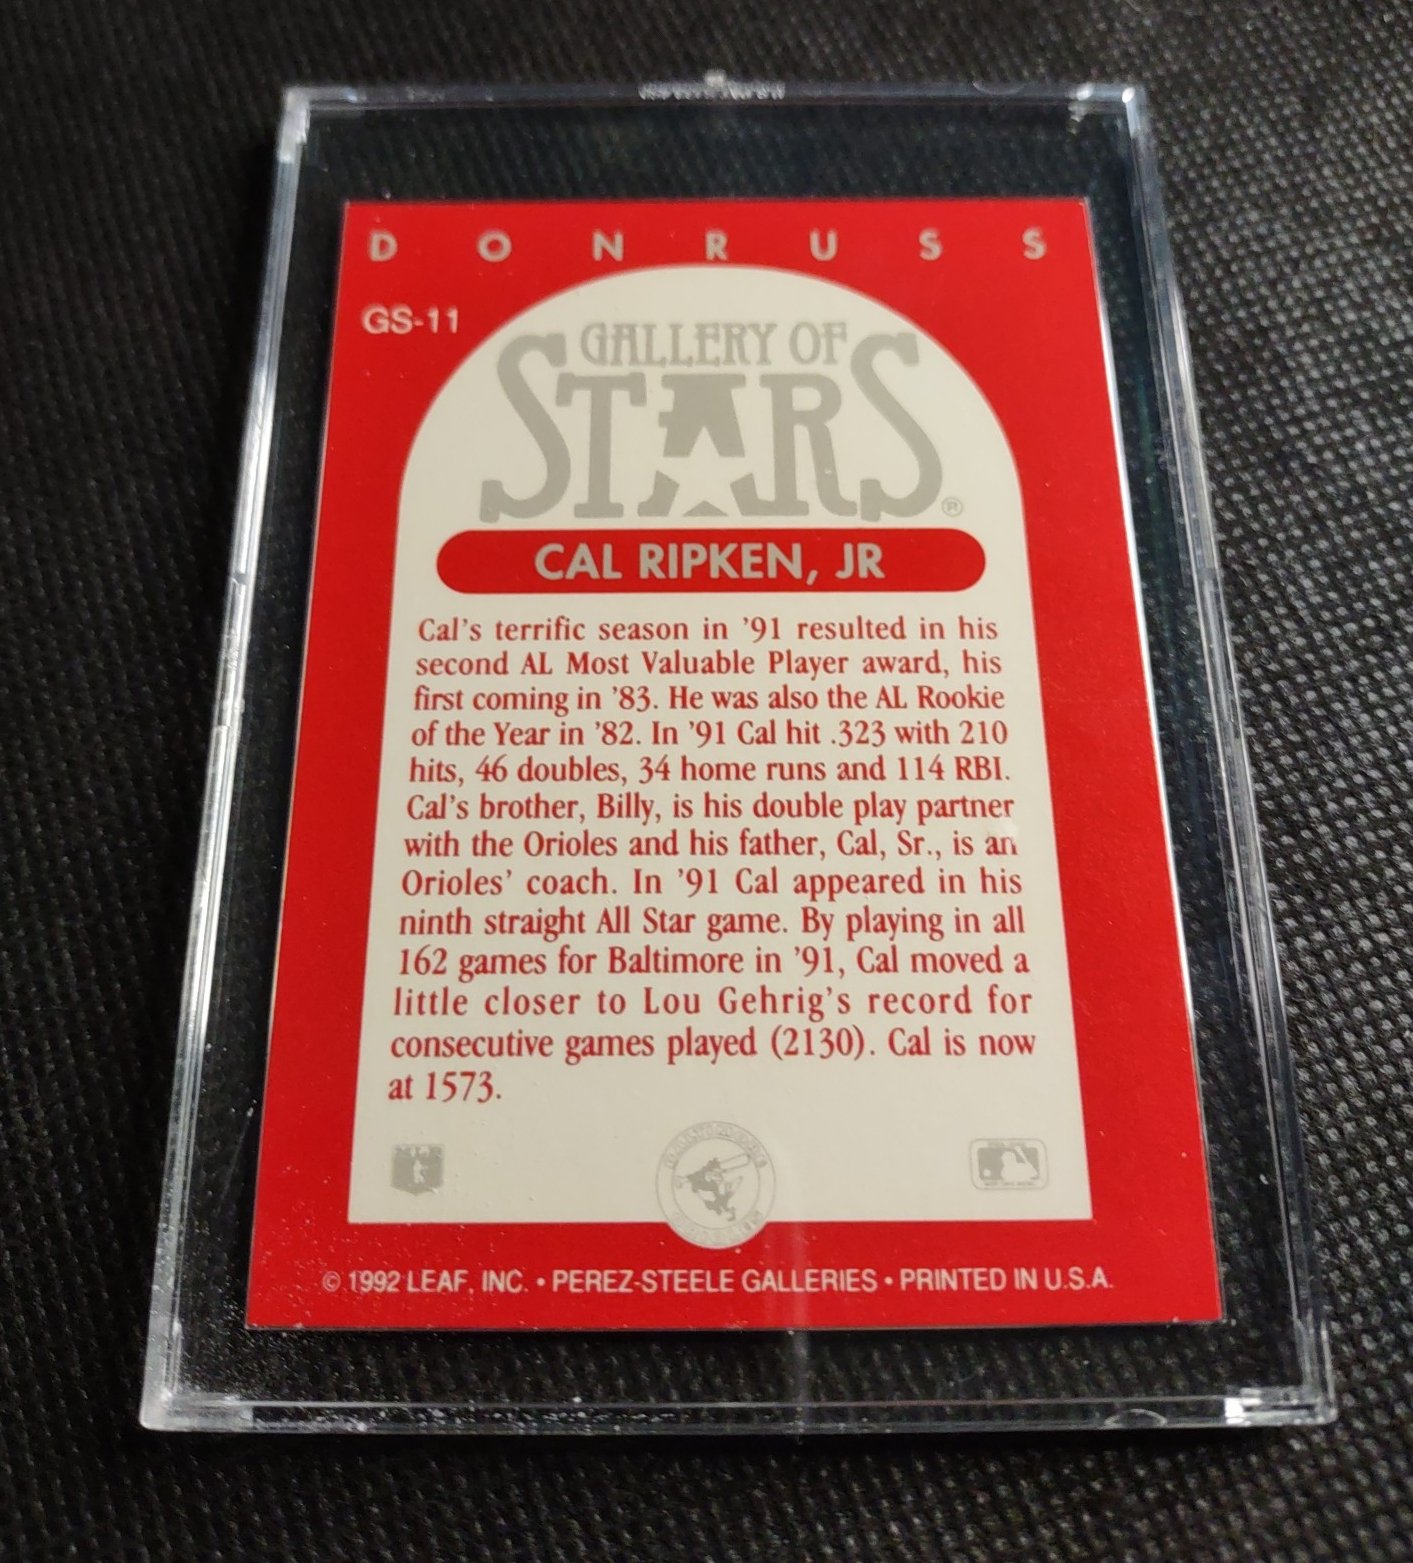 DONRUSS
GS-11
GALLERY OF
STARS®
CAL RIPKEN, JR
Cal's terrific season in '91 resulted in his
second AL Most Valuable Player award, his
first coming in '83. He was also the AL Rookie
of the Year in '82. In '91 Cal hit .323 with 210
hits, 46 doubles, 34 home runs and 114 RBI.
Cal's brother, Billy, is his double play partner
with the Orioles and his father, Cal, Sr., is an
Orioles' coach. In '91 Cal appeared in his
ninth straight All Star game. By playing in all
162 games for Baltimore in '91, Cal moved a
little closer to Lou Gehrig's record for
consecutive games played (2130). Cal is now
at 1573.
© 1992 LEAF, INC. • PEREZ-STEELE GALLERIES • PRINTED IN U.S.A.